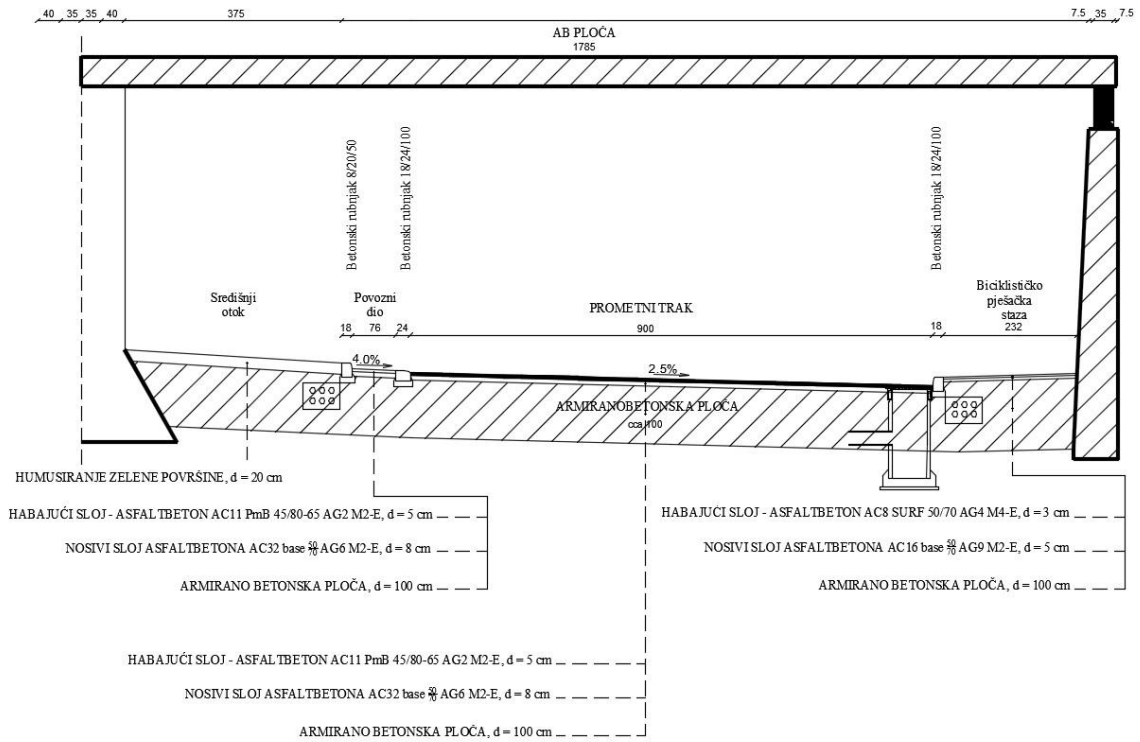 40 35 35 40 375 7.5 35 7.5
AB PLOČA
1785
Betonski rubnjak 8/20/50
Betonski rubnjak 18/24/100
Betonski rubnjak 18/24/100
Središnji
otok
Povozni
dio
PROMETNI TRAK
Biciklističko
pješačka
staza
18 76 24 900 18 232
4.0%
2.5%
ARMIRANOBETONSKA PLOČA
cca 100
HUMUSIRANJE ZELENE POVRŠINE, d = 20 cm
HABAJUĆI SLOJ - ASFALTBETON AC11 PmB 45/80-65 AG2 M2-E, d = 5 cm
NOSIVI SLOJ ASFALTBETONA AC32 base 50/70 AG6 M2-E, d = 8 cm
ARMIRANO BETONSKA PLOČA, d = 100 cm
HABAJUĆI SLOJ - ASFALTBETON AC8 SURF 50/70 AG4 M4-E, d = 3 cm
NOSIVI SLOJ ASFALTBETONA AC16 base 50/70 AG9 M2-E, d = 5 cm
ARMIRANO BETONSKA PLOČA, d = 100 cm
HABAJUĆI SLOJ - ASFALTBETON AC11 PmB 45/80-65 AG2 M2-E, d = 5 cm
NOSIVI SLOJ ASFALTBETONA AC32 base 50/70 AG6 M2-E, d = 8 cm
ARMIRANO BETONSKA PLOČA, d = 100 cm